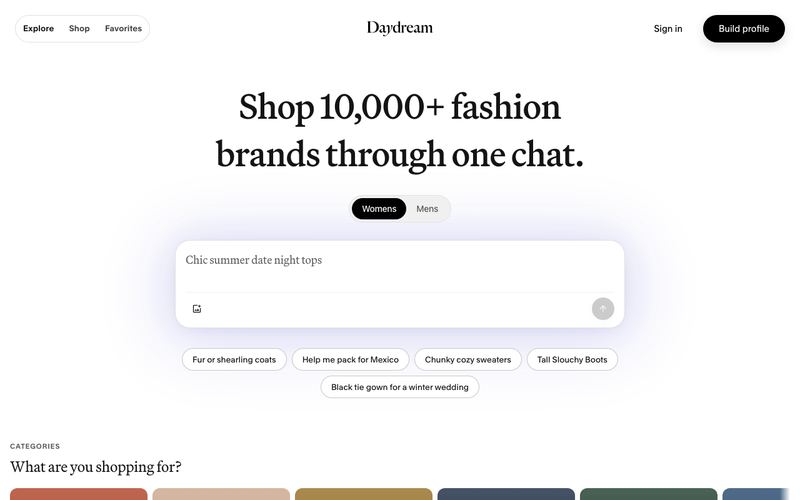 Explore Shop Favorites
Daydream
Sign in
Build profile
Shop 10,000+ fashion
brands through one chat.
Womens Mens
Chic summer date night tops
Fur or shearling coats
Help me pack for Mexico
Chunky cozy sweaters
Tall Slouchy Boots
Black tie gown for a winter wedding
CATEGORIES
What are you shopping for?